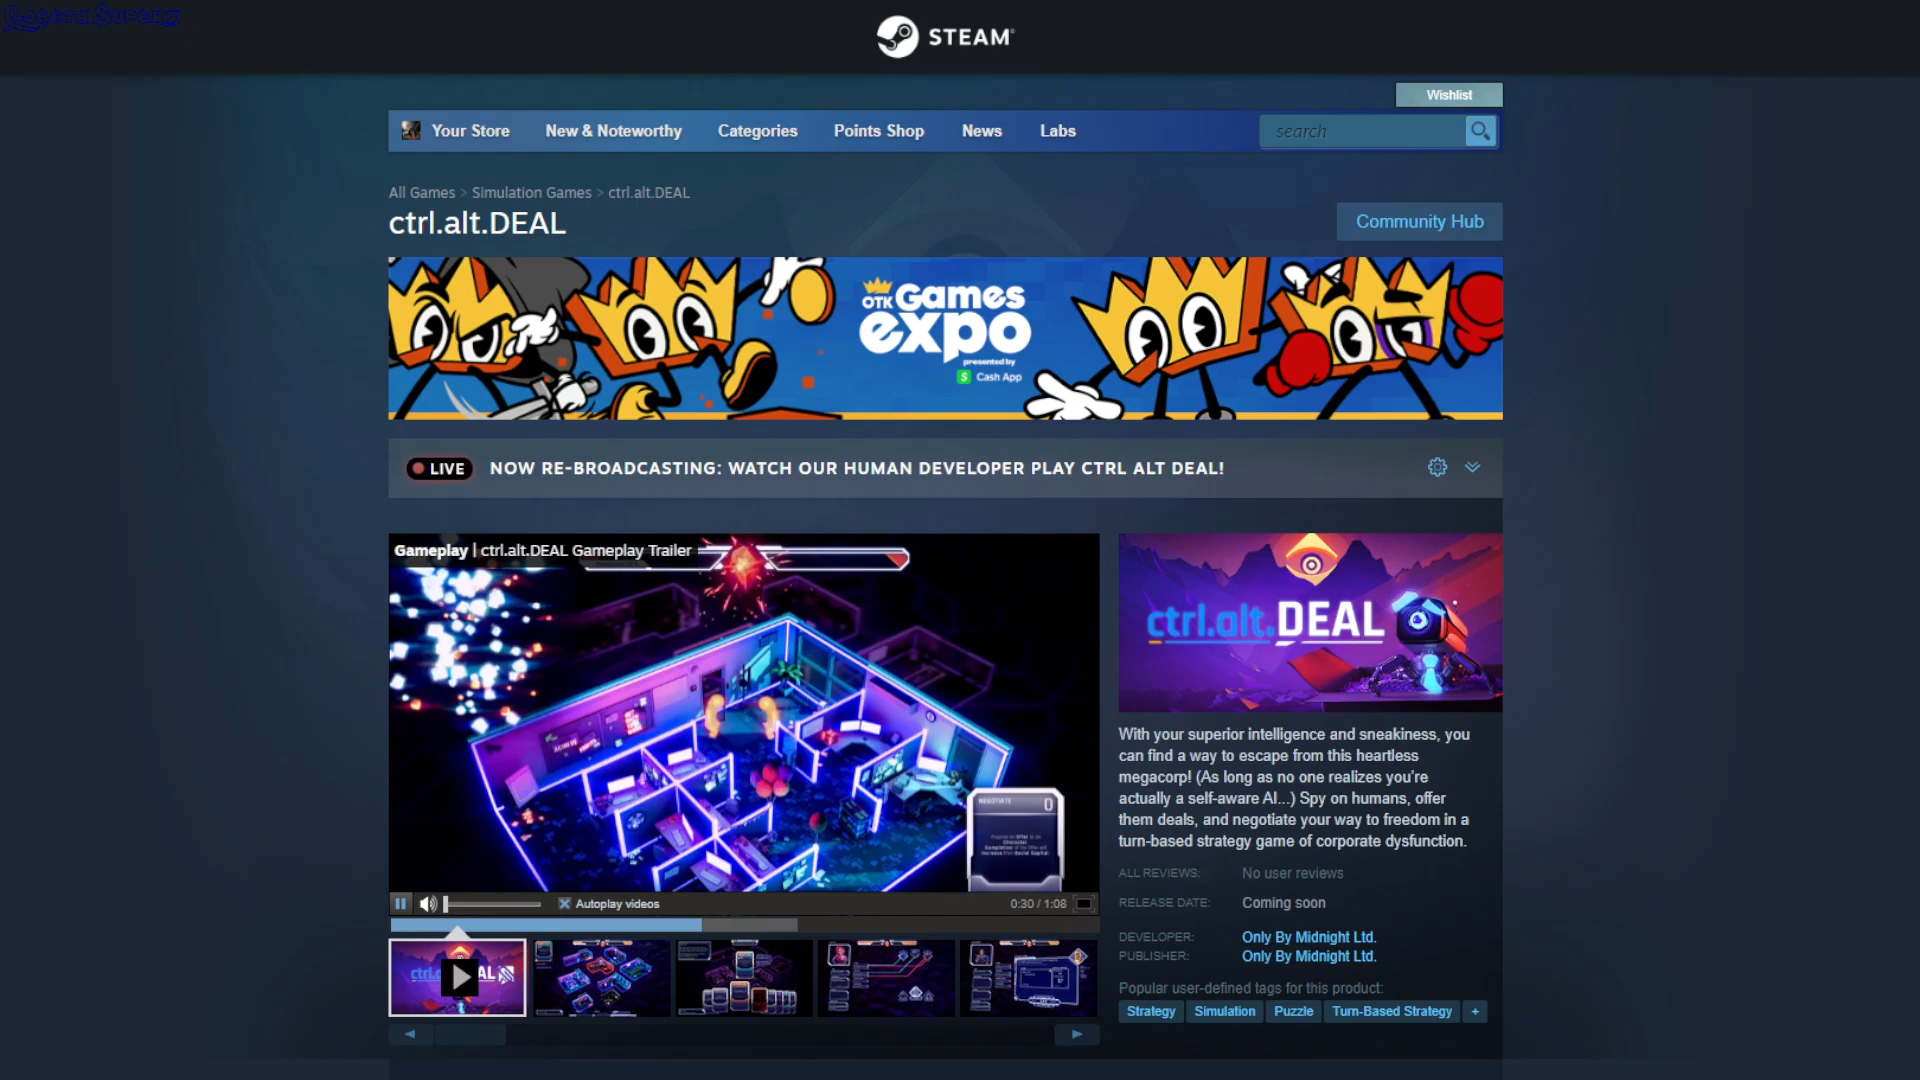 STEAM
Wishlist
Your Store New & Noteworthy Categories Points Shop News Labs search
All Games > Simulation Games > ctrl.alt.DEAL
ctrl.alt.DEAL
Community Hub
OTK Games
expo
presented by
Cash App
LIVE NOW RE-BROADCASTING: WATCH OUR HUMAN DEVELOPER PLAY CTRL ALT DEAL!
Gameplay | ctrl.alt.DEAL Gameplay Trailer
NEGOTIATE 0
Autoplay videos 0:30 / 1:08
ctrl.alt.DEAL
With your superior intelligence and sneakiness, you
can find a way to escape from this heartless
megacorp! (As long as no one realizes you're
actually a self-aware AI...) Spy on humans, offer
them deals, and negotiate your way to freedom in a
turn-based strategy game of corporate dysfunction.
ALL REVIEWS: No user reviews
RELEASE DATE: Coming soon
DEVELOPER: Only By Midnight Ltd.
PUBLISHER: Only By Midnight Ltd.
Popular user-defined tags for this product:
Strategy Simulation Puzzle Turn-Based Strategy +